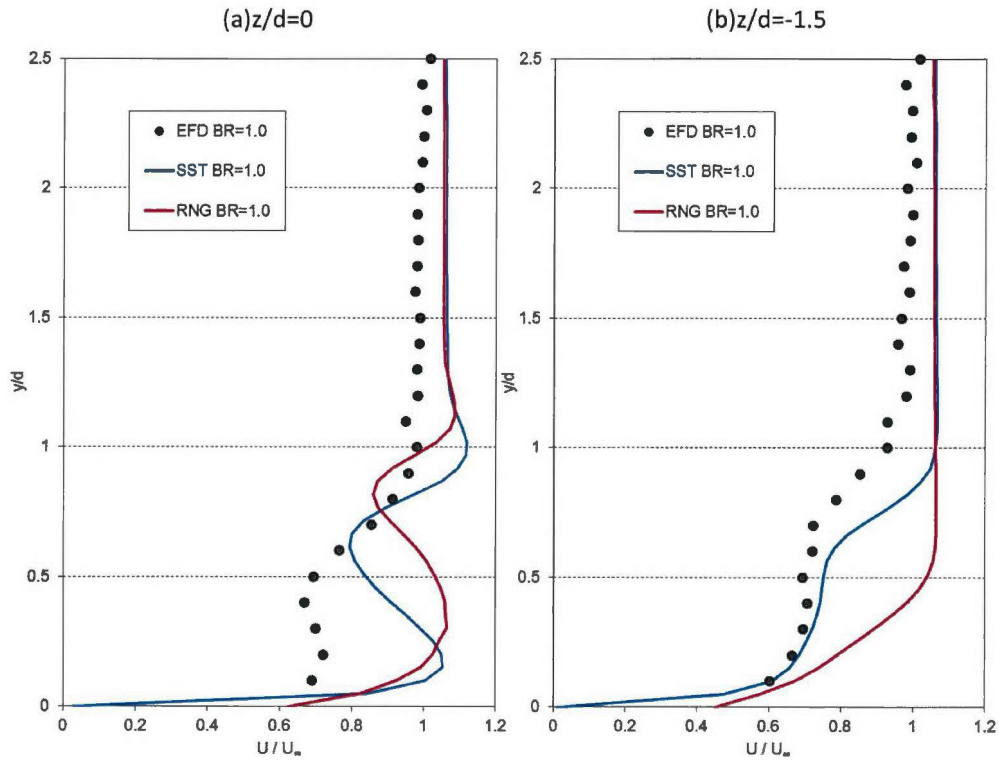 (a)z/d=0
(b)z/d=-1.5
2.5
2
1.5
1
0.5
0
y/d
EFD BR=1.0
SST BR=1.0
RNG BR=1.0
0
0.2
0.4
0.6
0.8
1
1.2
U / U∞
2.5
2
1.5
1
0.5
0
y/d
EFD BR=1.0
SST BR=1.0
RNG BR=1.0
0
0.2
0.4
0.6
0.8
1
1.2
U / U∞